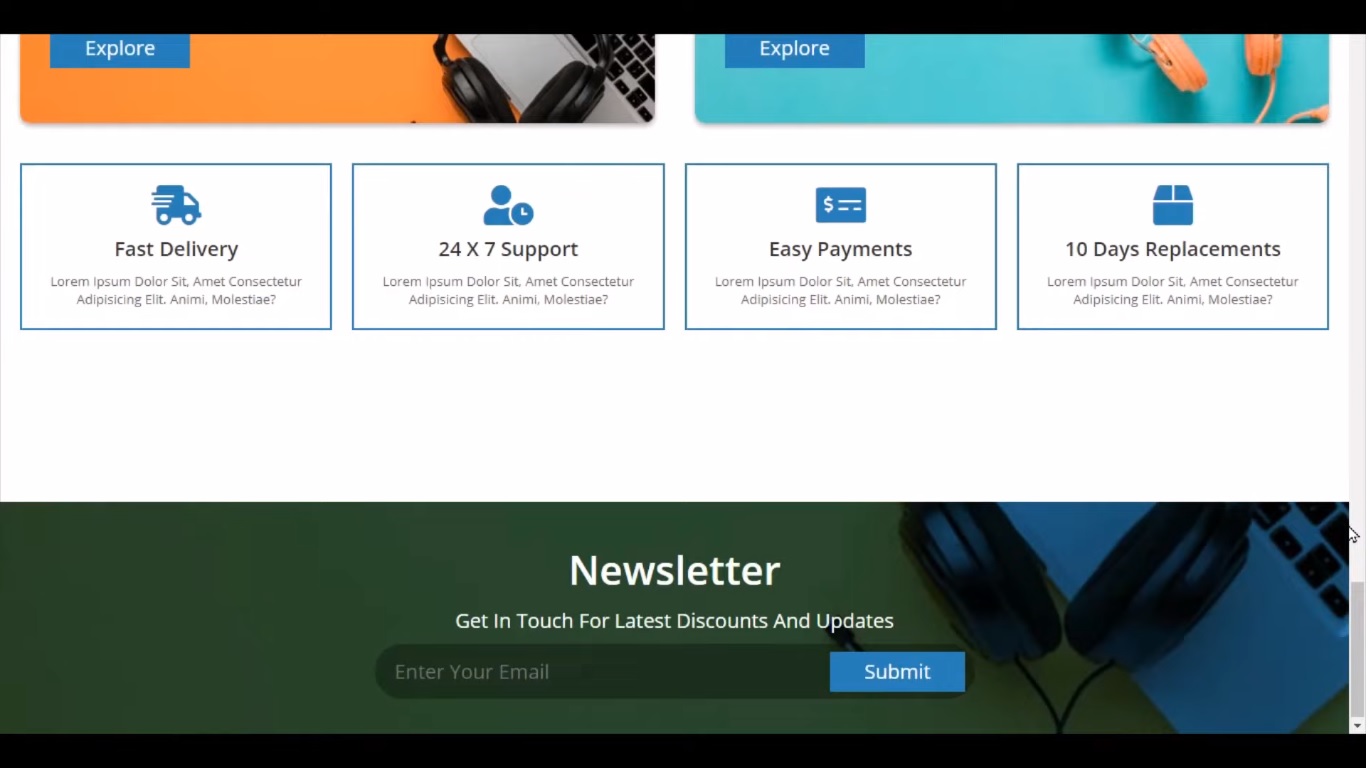 Explore
Explore
Fast Delivery
Lorem Ipsum Dolor Sit, Amet Consectetur
Adipisicing Elit. Animi, Molestiae?
24 X 7 Support
Lorem Ipsum Dolor Sit, Amet Consectetur
Adipisicing Elit. Animi, Molestiae?
$
Easy Payments
Lorem Ipsum Dolor Sit, Amet Consectetur
Adipisicing Elit. Animi, Molestiae?
10 Days Replacements
Lorem Ipsum Dolor Sit, Amet Consectetur
Adipisicing Elit. Animi, Molestiae?
Newsletter
Get In Touch For Latest Discounts And Updates
Enter Your Email
Submit